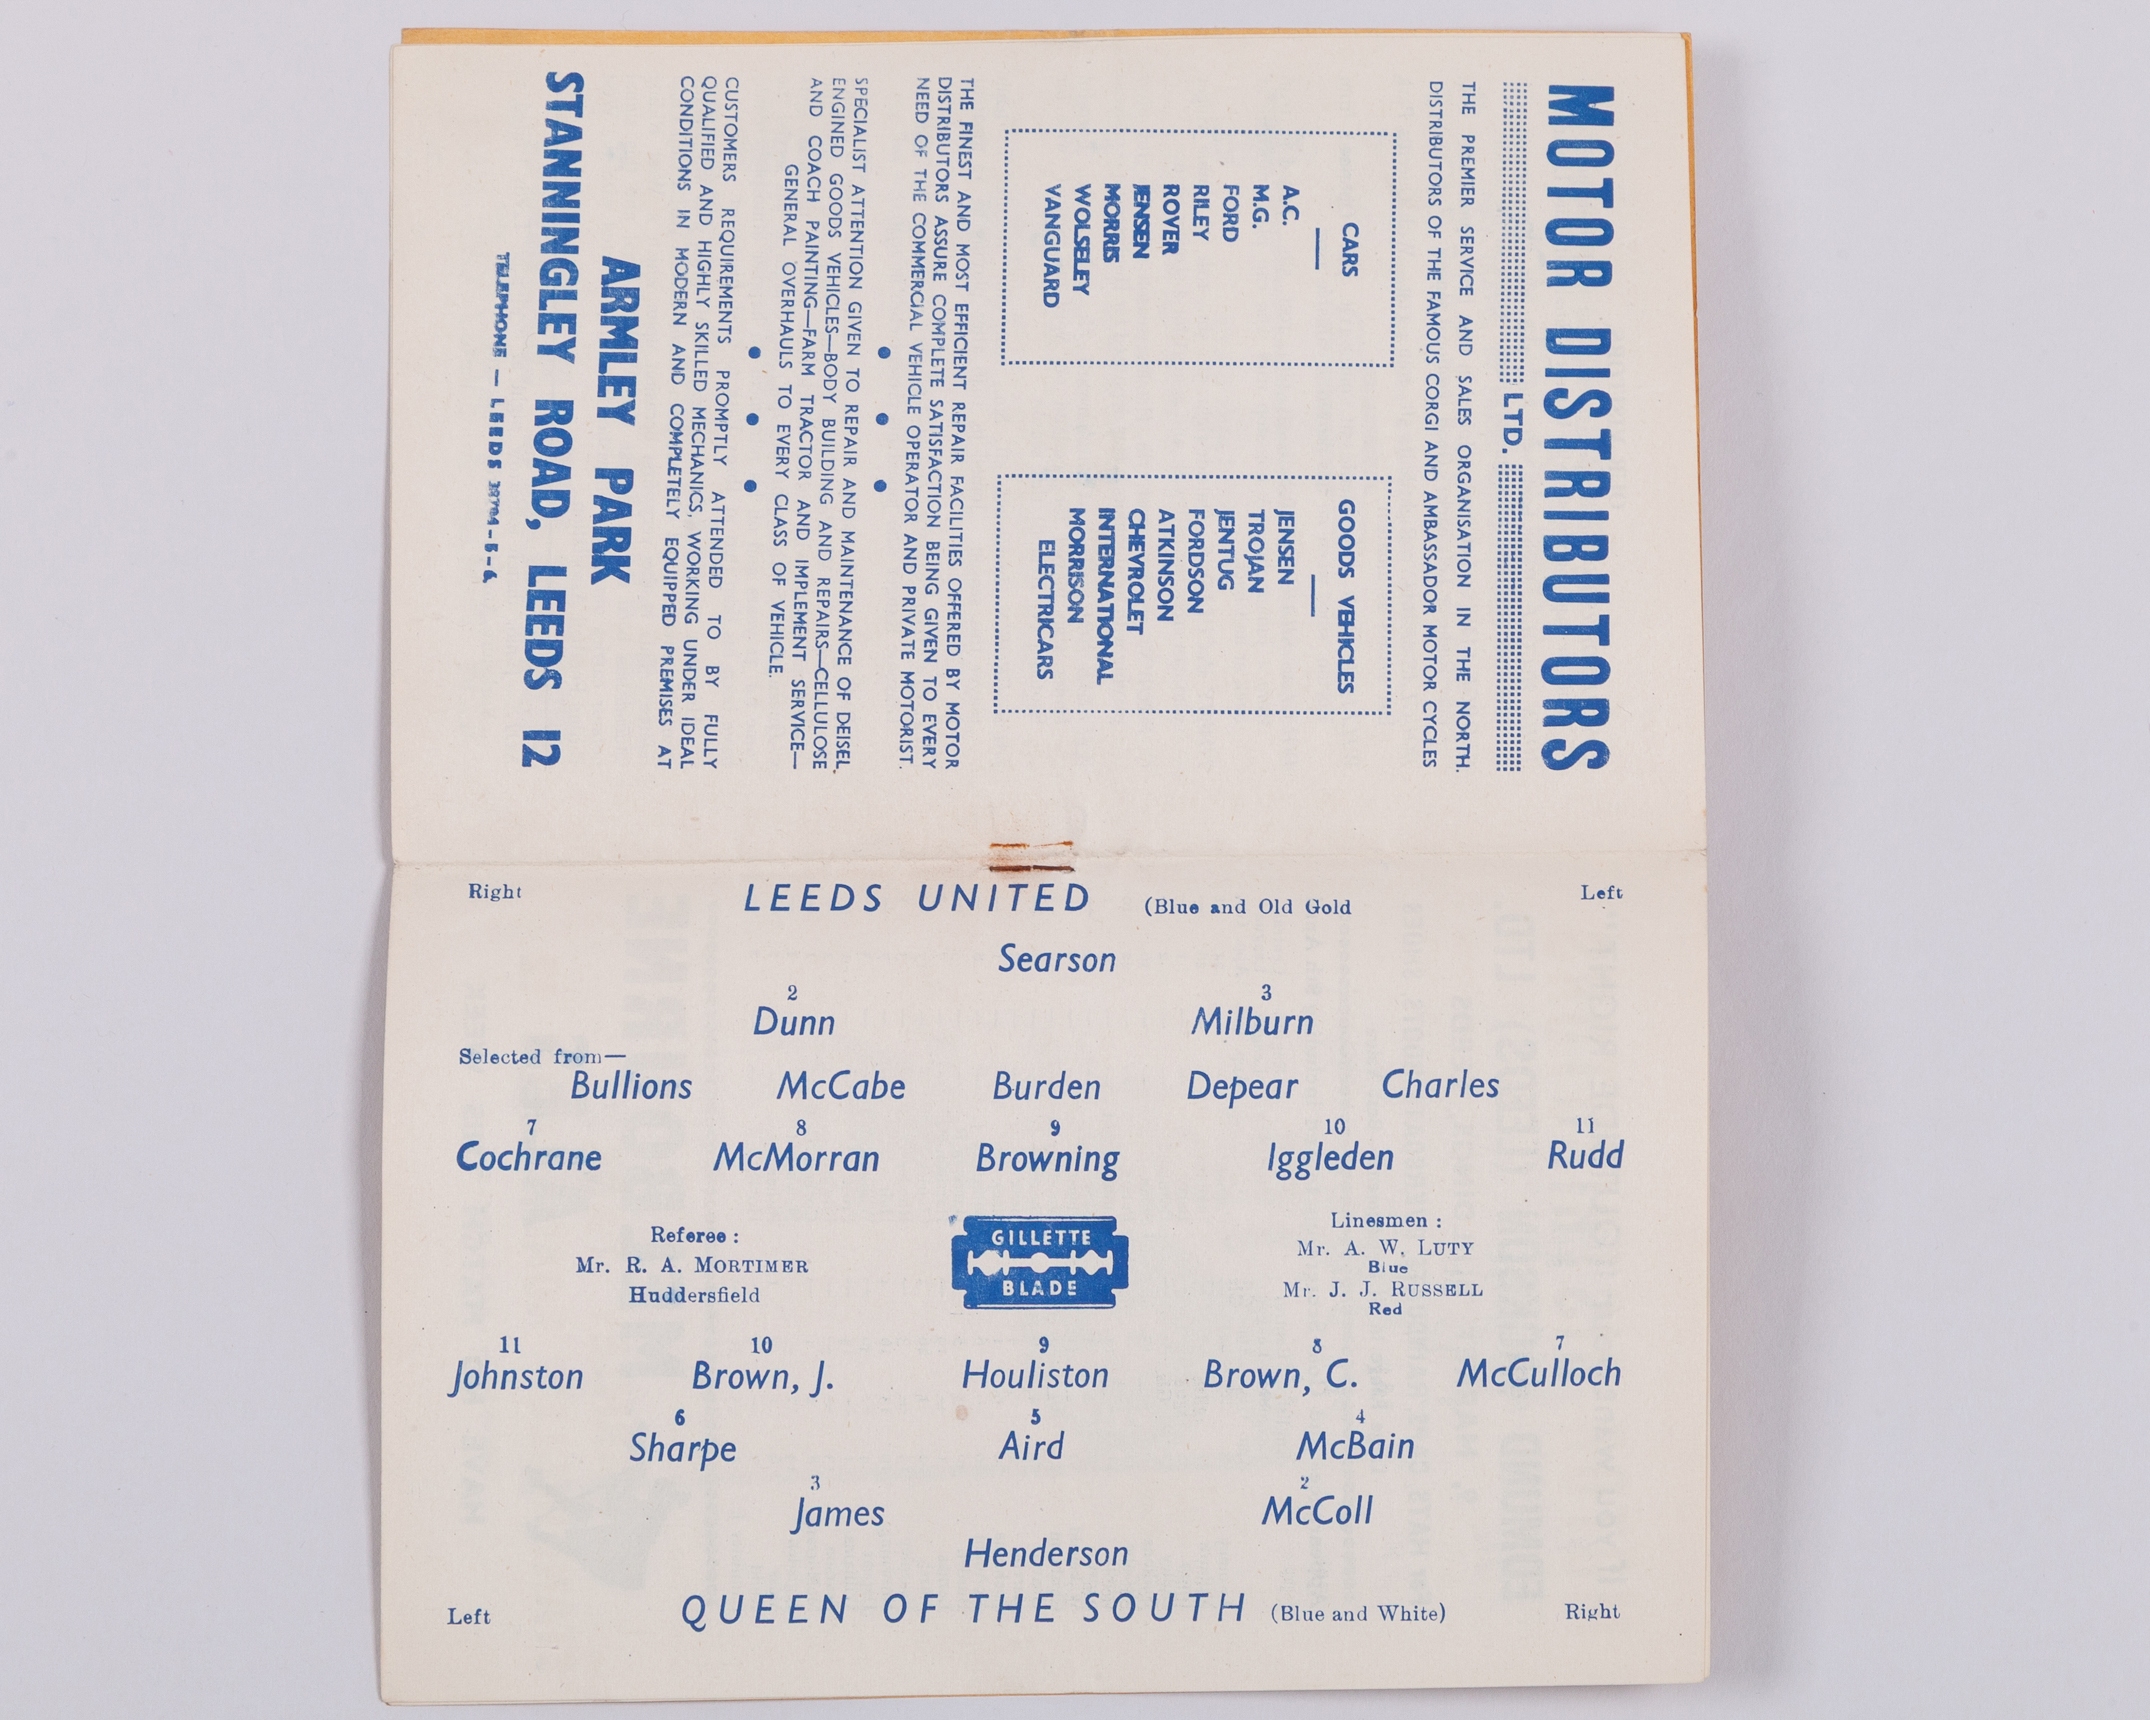 MOTOR DISTRIBUTORS
LTD.
THE PREMIER SERVICE AND SALES ORGANISATION IN THE NORTH.
DISTRIBUTORS OF THE FAMOUS CORGI AND AMBASSADOR MOTOR CYCLES
CARS
A.C.
M.G.
FORD
RILEY
ROVER
JENSEN
MORRIS
WOLSELEY
VANGUARD
GOODS VEHICLES
JENSEN
TROJAN
JENTUG
FORDSON
ATKINSON
CHEVROLET
INTERNATIONAL
MORRISON
ELECTRICARS
THE FINEST AND MOST EFFICIENT REPAIR FACILITIES OFFERED BY MOTOR
DISTRIBUTORS ASSURE COMPLETE SATISFACTION BEING GIVEN TO EVERY
NEED OF THE COMMERCIAL VEHICLE OPERATOR AND PRIVATE MOTORIST.
SPECIALIST ATTENTION GIVEN TO REPAIR AND MAINTENANCE OF DEISEL
ENGINED GOODS VEHICLES—BODY BUILDING AND REPAIRS—CELLULOSE
AND COACH PAINTING—FARM TRACTOR AND IMPLEMENT SERVICE—
GENERAL OVERHAULS TO EVERY CLASS OF VEHICLE.
CUSTOMERS REQUIREMENTS PROMPTLY ATTENDED TO BY FULLY
QUALIFIED AND HIGHLY SKILLED MECHANICS, WORKING UNDER IDEAL
CONDITIONS IN MODERN AND COMPLETELY EQUIPPED PREMISES AT
ARMLEY PARK
STANNINGLEY ROAD, LEEDS 12
TELEPHONE — LEEDS 38794-5-6
Right LEEDS UNITED (Blue and Old Gold Left
Searson
2 3
Dunn Milburn
Selected from—
Bullions McCabe Burden Depear Charles
7 8 9 10 11
Cochrane McMorran Browning Iggleden Rudd
Referee :
Mr. R. A. MORTIMER
Huddersfield
GILLETTE
BLADE
Linesmen :
Mr. A. W. LUTY
Blue
Mr. J. J. RUSSELL
Red
11 10 9 8 7
Johnston Brown, J. Houliston Brown, C. McCulloch
6 5 4
Sharpe Aird McBain
3 2
James McColl
Henderson
Left QUEEN OF THE SOUTH (Blue and White) Right